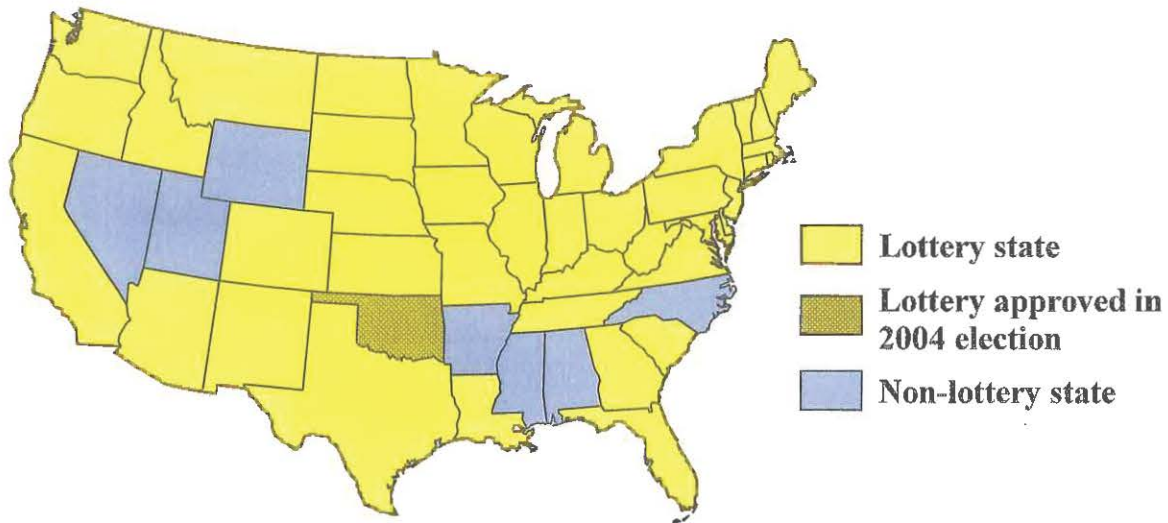 Lottery state
Lottery approved in
2004 election
Non-lottery state